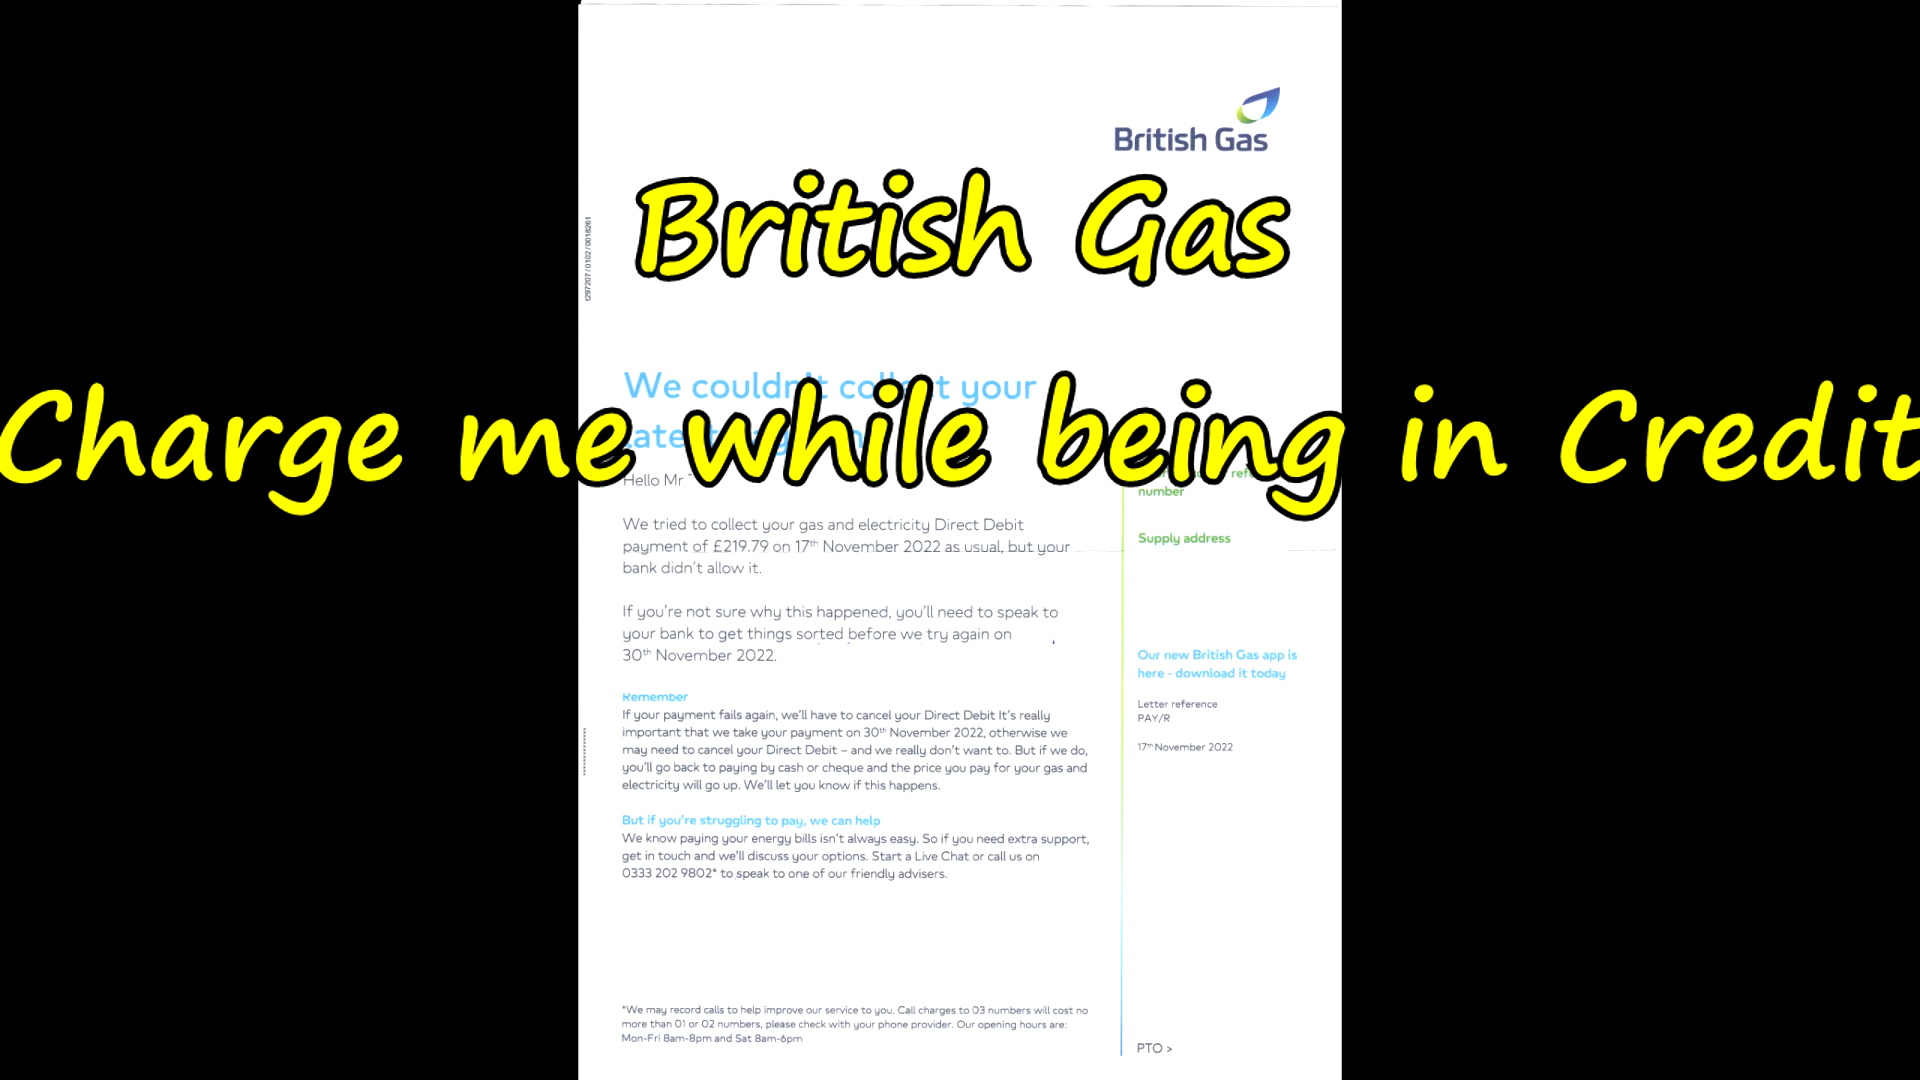 British Gas
British Gas
We couldn't collect your
Charge me while being in Credit
Hello Mr
number
Supply address
We tried to collect your gas and electricity Direct Debit
payment of £219.79 on 17th November 2022 as usual, but your
bank didn't allow it.
If you're not sure why this happened, you'll need to speak to
your bank to get things sorted before we try again on
30th November 2022.
Our new British Gas app is
here - download it today
Letter reference
PAY/R
17th November 2022
Remember
If your payment fails again, we'll have to cancel your Direct Debit It's really
important that we take your payment on 30th November 2022, otherwise we
may need to cancel your Direct Debit – and we really don't want to. But if we do,
you'll go back to paying by cash or cheque and the price you pay for your gas and
electricity will go up. We'll let you know if this happens.
But if you're struggling to pay, we can help
We know paying your energy bills isn't always easy. So if you need extra support,
get in touch and we'll discuss your options. Start a Live Chat or call us on
0333 202 9802* to speak to one of our friendly advisers.
*We may record calls to help improve our service to you. Call charges to 03 numbers will cost no
more than 01 or 02 numbers, please check with your phone provider. Our opening hours are:
Mon-Fri 8am-8pm and Sat 8am-6pm
PTO >